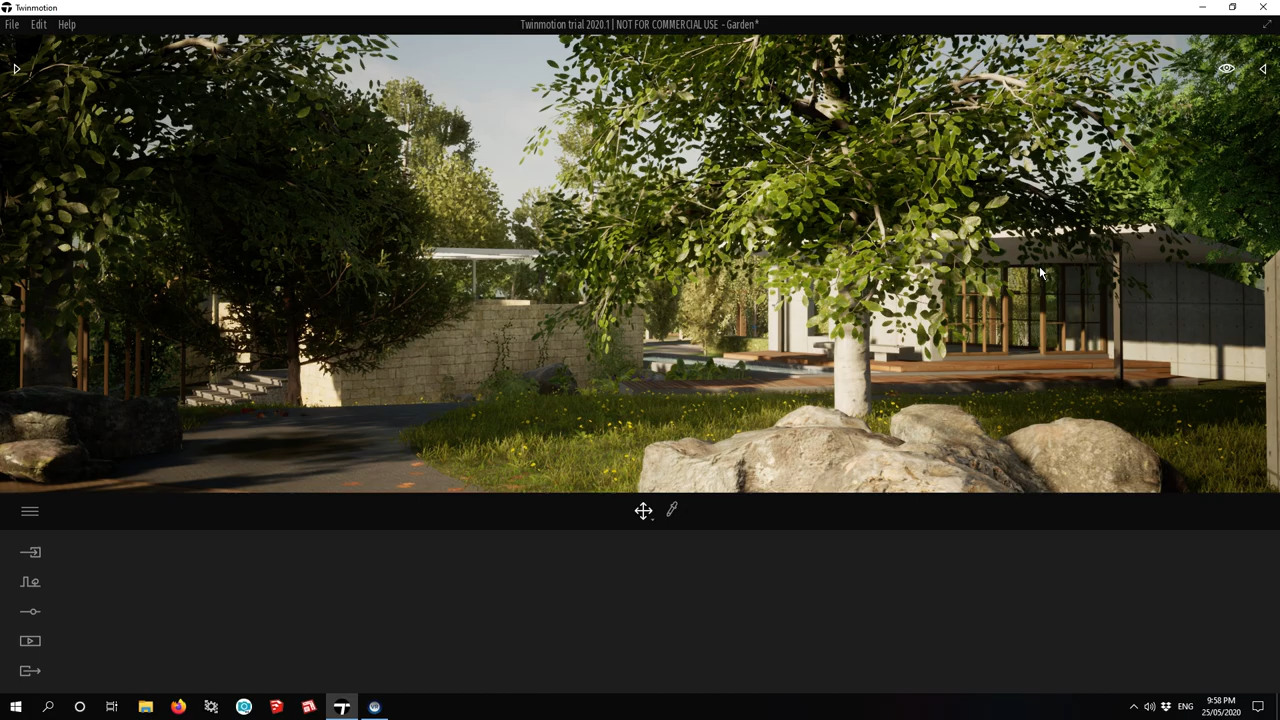 Twinmotion
File Edit Help
Twinmotion trial 2020.1 | NOT FOR COMMERCIAL USE - Garden*
ENG
9:58 PM
25/05/2020